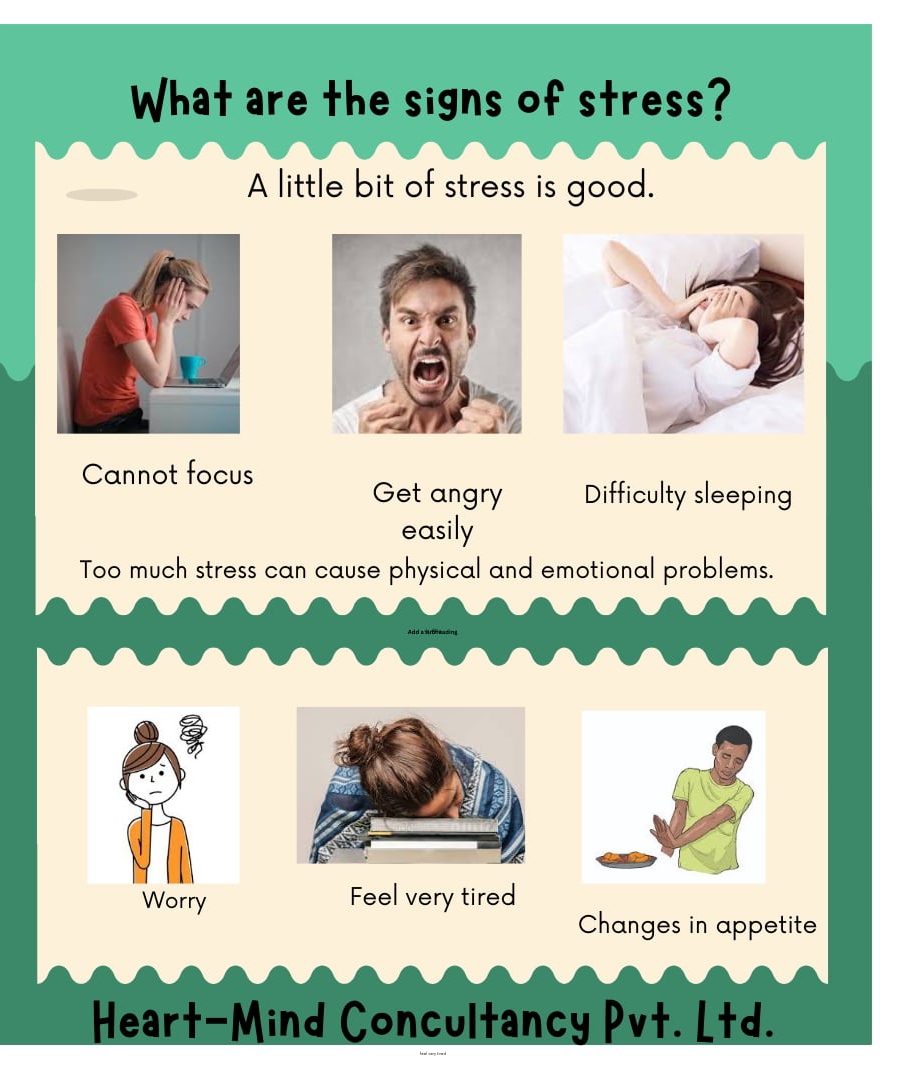 What are the signs of stress?
A little bit of stress is good.
Cannot focus
Get angry
easily
Difficulty sleeping
Too much stress can cause physical and emotional problems.
Add a
Worry
Feel very tired
Changes in appetite
Heart-Mind Concultancy Pvt. Ltd.
feel very tired